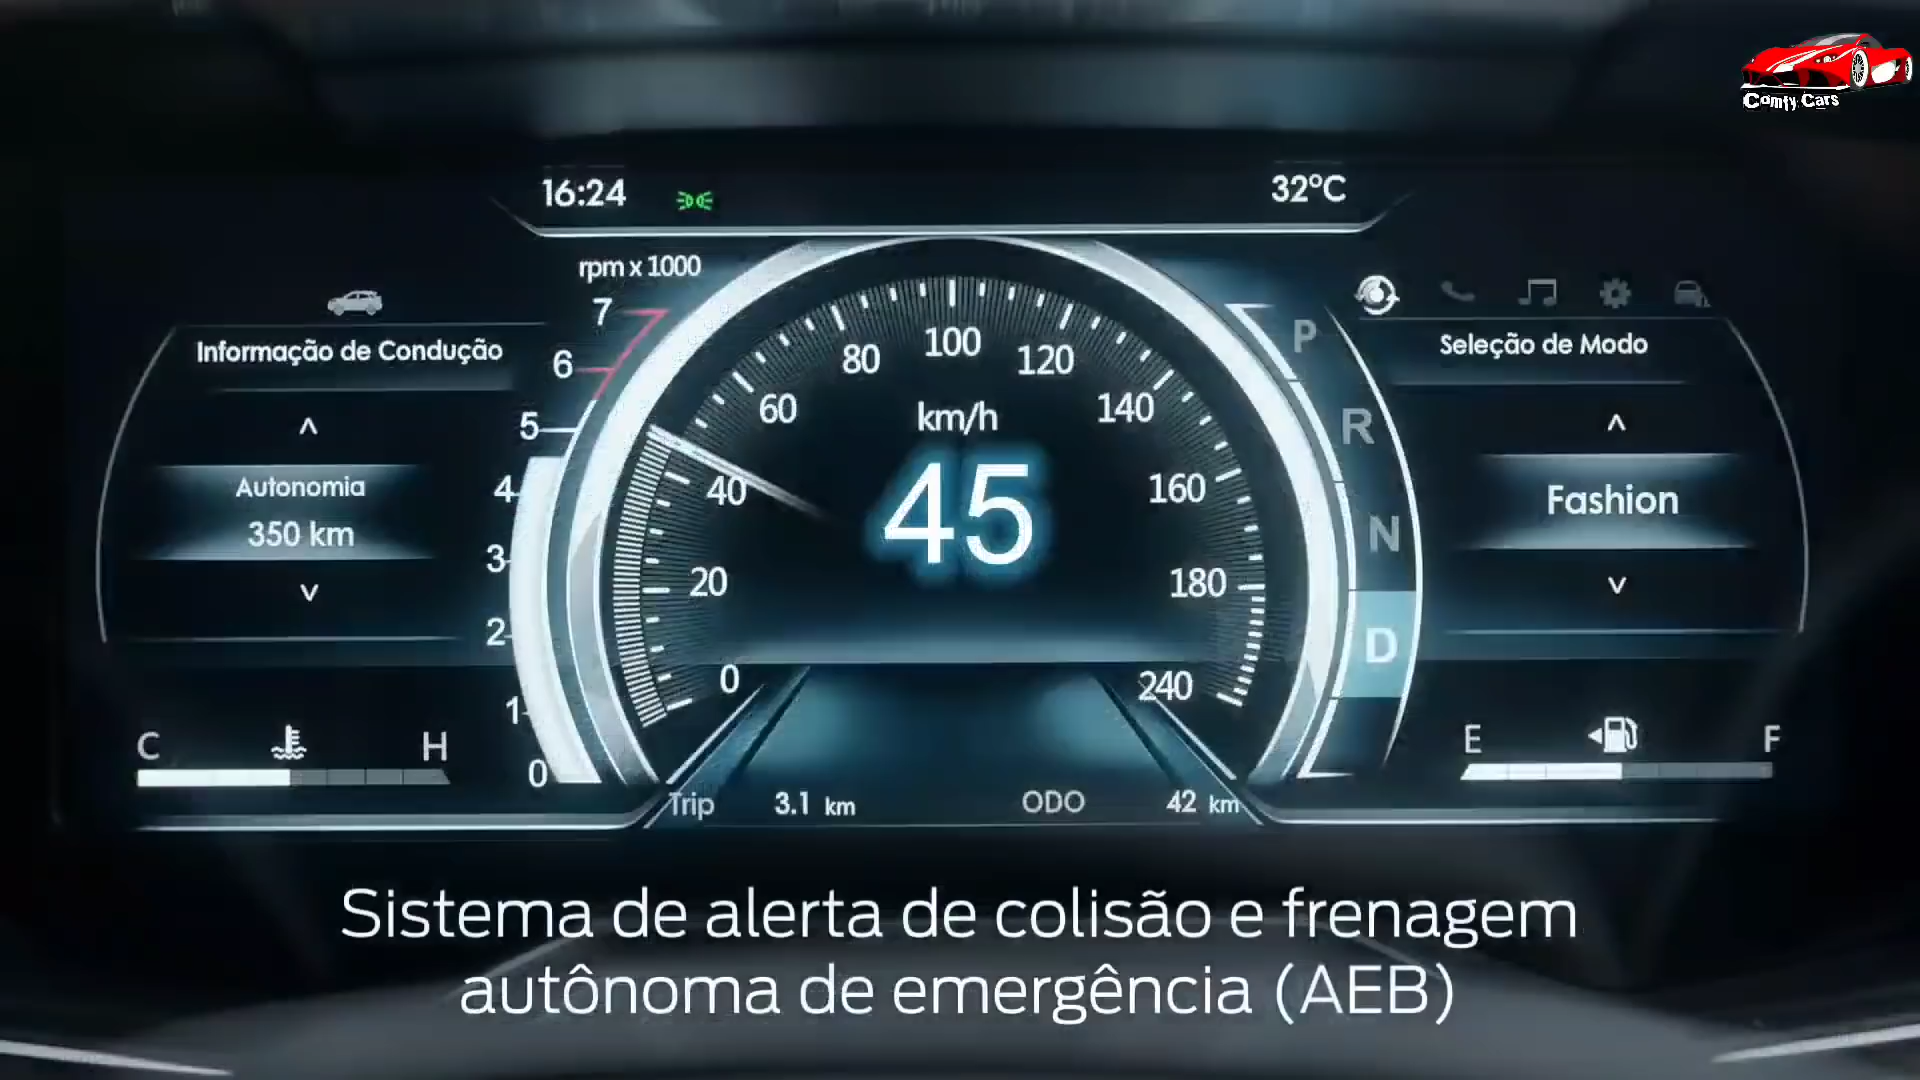 Comfy Cars
16:24
32°C
rpm x 1000
7
6
5
4
3
2
1
0
Informação de Condução
Autonomia
350 km
C
H
0
20
40
60
80
100
120
140
160
180
240
km/h
45
P
R
N
D
Seleção de Modo
Fashion
E
F
Trip 3.1 km
ODO 42 km
Sistema de alerta de colisão e frenagem
autônoma de emergência (AEB)